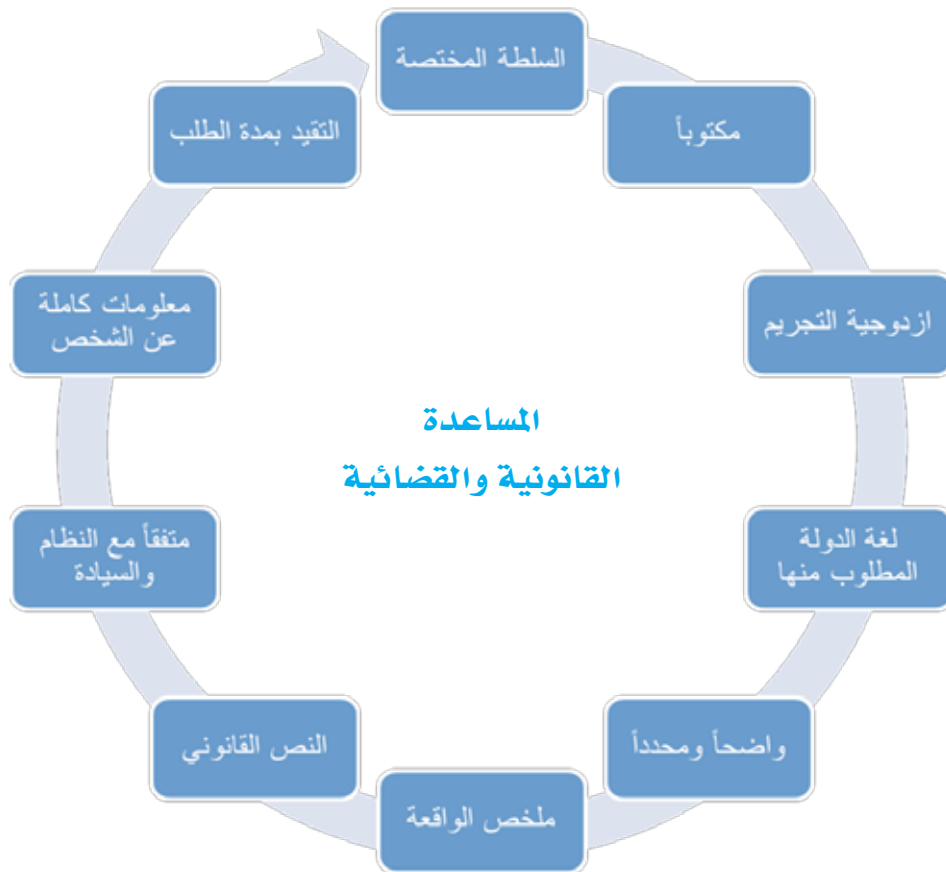 السلطة المختصة
مكتوباً
ازدوجية التجريم
لغة الدولة
المطلوب منها
واضحاً ومحدداً
ملخص الواقعة
النص القانوني
متفقاً مع النظام
والسيادة
معلومات كاملة
عن الشخص
التقيد بمدة الطلب
المساعدة
القانونية والقضائية